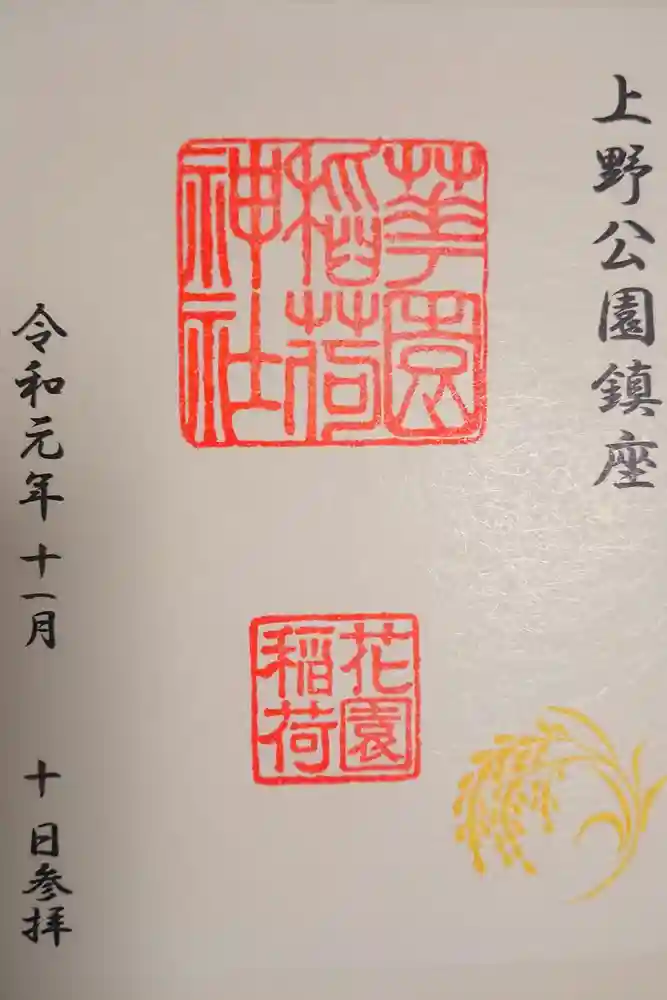 上野公園鎮座
華園
稲荷
神社
花園
稲荷
令和元年十一月 十日参拝